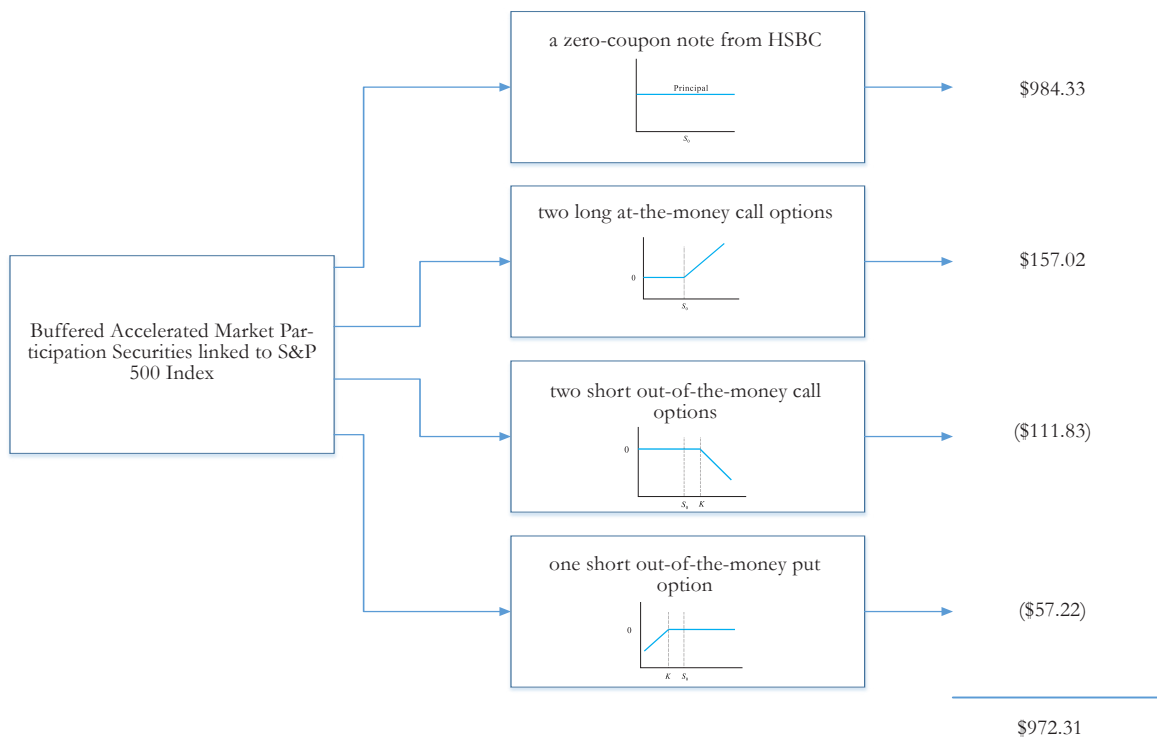 a zero-coupon note from HSBC
Principal
S₀
$984.33
two long at-the-money call options
0
S₀
$157.02
Buffered Accelerated Market Par-
ticipation Securities linked to S&P
500 Index
two short out-of-the-money call
options
0
S₀ K
($111.83)
one short out-of-the-money put
option
0
K S₀
($57.22)
$972.31